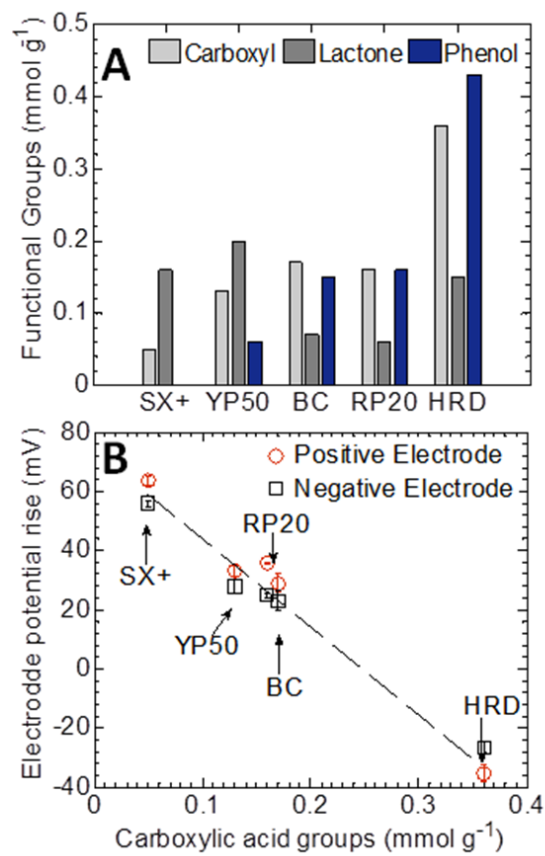 A
Carboxyl Lactone Phenol
Functional Groups (mmol g⁻¹)
0.5
0.4
0.3
0.2
0.1
0
SX+ YP50 BC RP20 HRD
B
Positive Electrode
Negative Electrode
Electrodde potential rise (mV)
80
60
40
20
0
-20
-40
RP20
SX+
YP50
BC
HRD
0 0.1 0.2 0.3 0.4
Carboxylic acid groups (mmol g⁻¹)